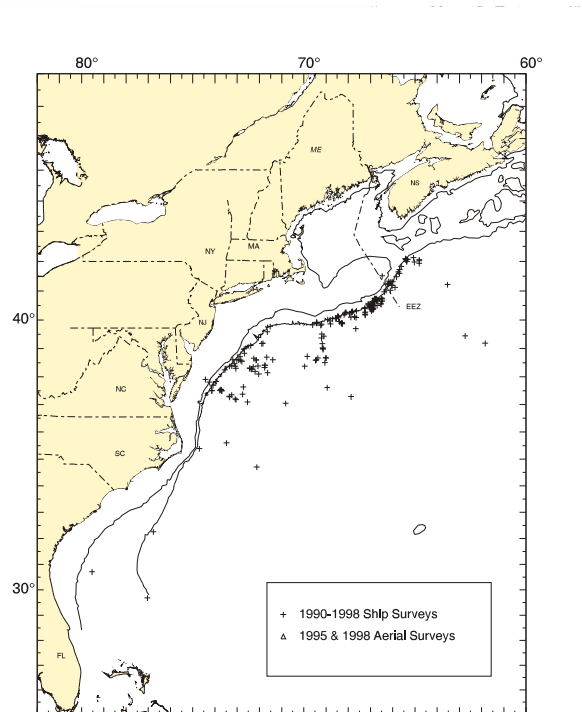 80° 70° 60°
ME
NS
NY MA
EEZ
40° NJ
NC
SC
30°
+ 1990-1998 Ship Surveys
△ 1995 & 1998 Aerial Surveys
FL